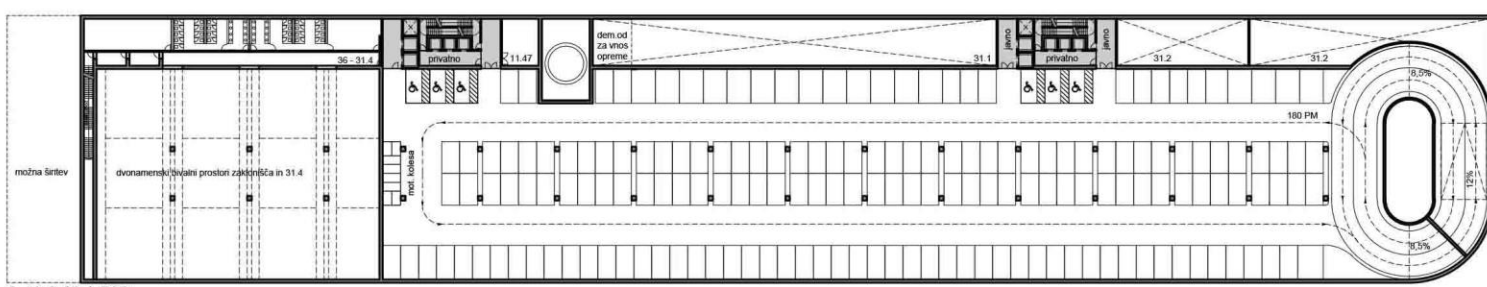 36 - 31.4
privatno
11.47
dem.od
za vnos
opreme
31.1
javno
privatno
javno
31.2
31.2
8,5%
180 PM
možna širitev
dvonamenski bivalni prostori zaklonišča in 31.4
mot. kolesa
12%
8,5%